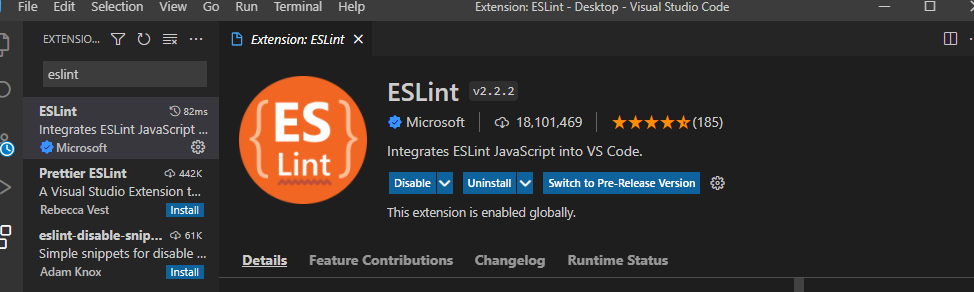 File Edit Selection View Go Run Terminal Help Extension: ESLint - Desktop - Visual Studio Code
EXTENSIO...
Extension: ESLint
eslint
ESLint 82ms
Integrates ESLint JavaScript ...
Microsoft
Prettier ESLint 442K
A Visual Studio Extension t...
Rebecca Vest Install
eslint-disable-snip... 61K
Simple snippets for disable ...
Adam Knox Install
{ES
Lint}
ESLint v2.2.2
Microsoft 18,101,469 (185)
Integrates ESLint JavaScript into VS Code.
Disable Uninstall Switch to Pre-Release Version
This extension is enabled globally.
Details Feature Contributions Changelog Runtime Status